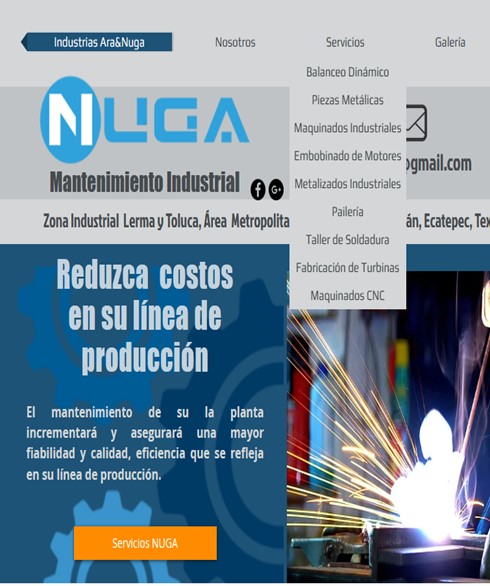 Industrias Ara&Nuga Nosotros Servicios Galería
Balanceo Dinámico
Piezas Metálicas
Maquinados Industriales
Embobinado de Motores
Metalizados Industriales
Pailería
Taller de Soldadura
Fabricación de Turbinas
Maquinados CNC
NUGA
Mantenimiento Industrial
gmail.com
Zona Industrial Lerma y Toluca, Área Metropolita án, Ecatepec, Tex
Reduzca costos
en su línea de
producción
El mantenimiento de su la planta
incrementará y asegurará una mayor
fiabilidad y calidad, eficiencia que se refleja
en su línea de producción.
Servicios NUGA